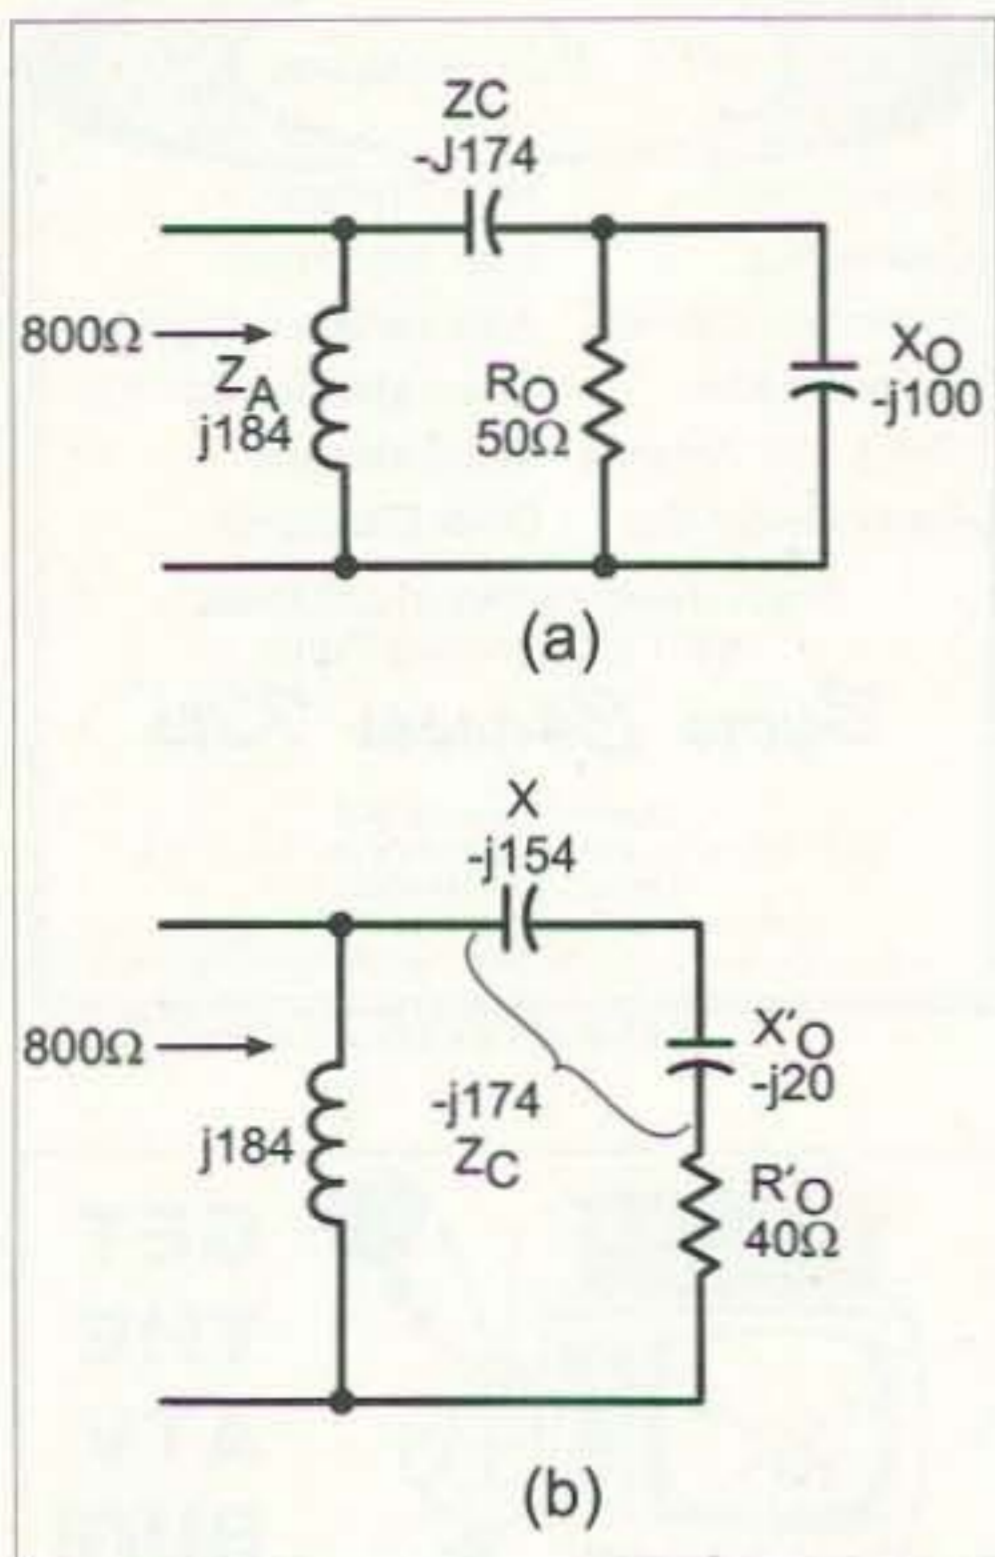 ZC
-J174
800Ω
ZA
j184
RO
50Ω
XO
-j100
(a)
X
-j154
800Ω
j184
-j174
ZC
X'O
-j20
R'O
40Ω
(b)